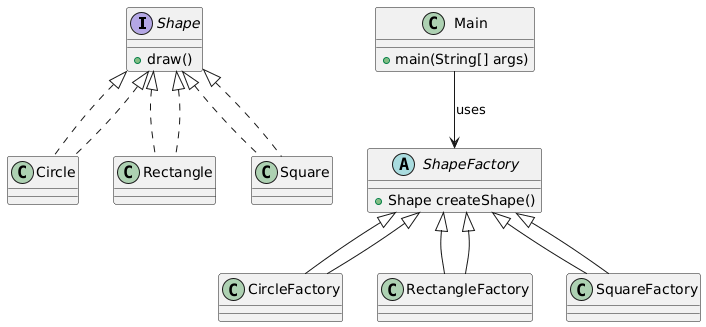 I Shape
draw()
C Main
main(String[] args)
uses
C Circle
C Rectangle
C Square
A ShapeFactory
Shape createShape()
C CircleFactory
C RectangleFactory
C SquareFactory